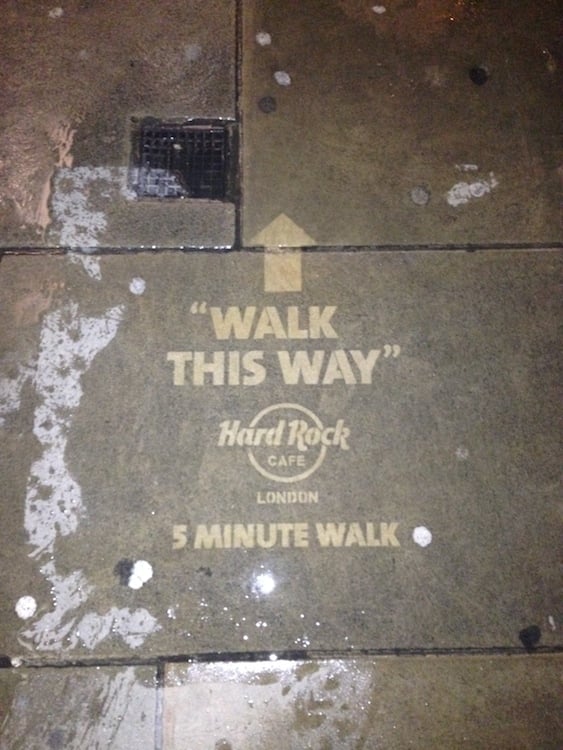 “WALK
THIS WAY”
Hard Rock
CAFE
LONDON
5 MINUTE WALK